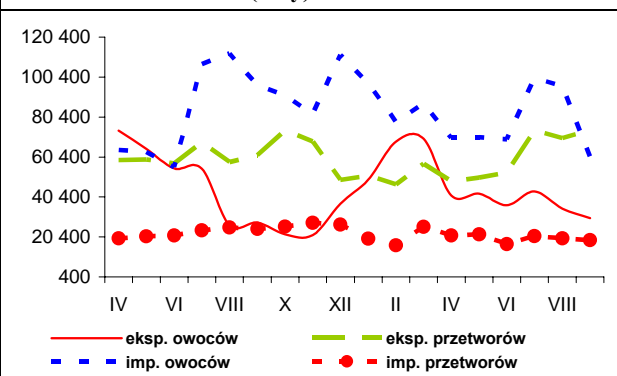 120 400
100 400
80 400
60 400
40 400
20 400
400
IV VI VIII X XII II IV VI VIII
eksp. owoców eksp. przetworów
imp. owoców imp. przetworów